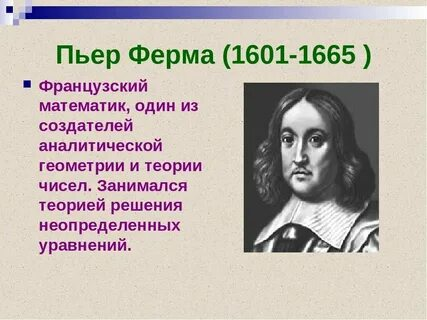 Пьер Ферма (1601-1665 )
Французский
математик, один из
создателей
аналитической
геометрии и теории
чисел. Занимался
теорией решения
неопределенных
уравнений.